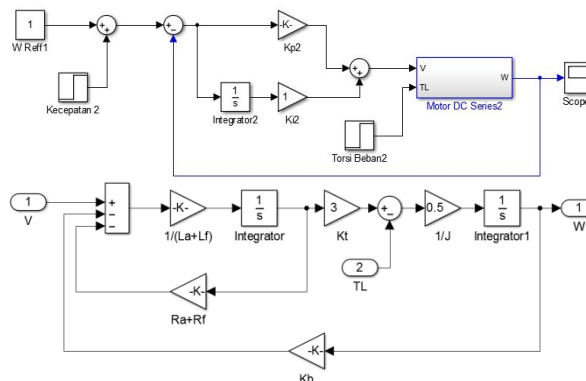 1
W Reff1
Kecepatan 2
-K-
Kp2
1
s
Integrator2
1
Ki2
V
TL
W
Motor DC Series2
Torsi Beban2
Scope
1
V
-K-
1/(La+Lf)
1
s
Integrator
3
Kt
2
TL
0.5
1/J
1
s
Integrator1
1
W
-K-
Ra+Rf
-K-
Kb